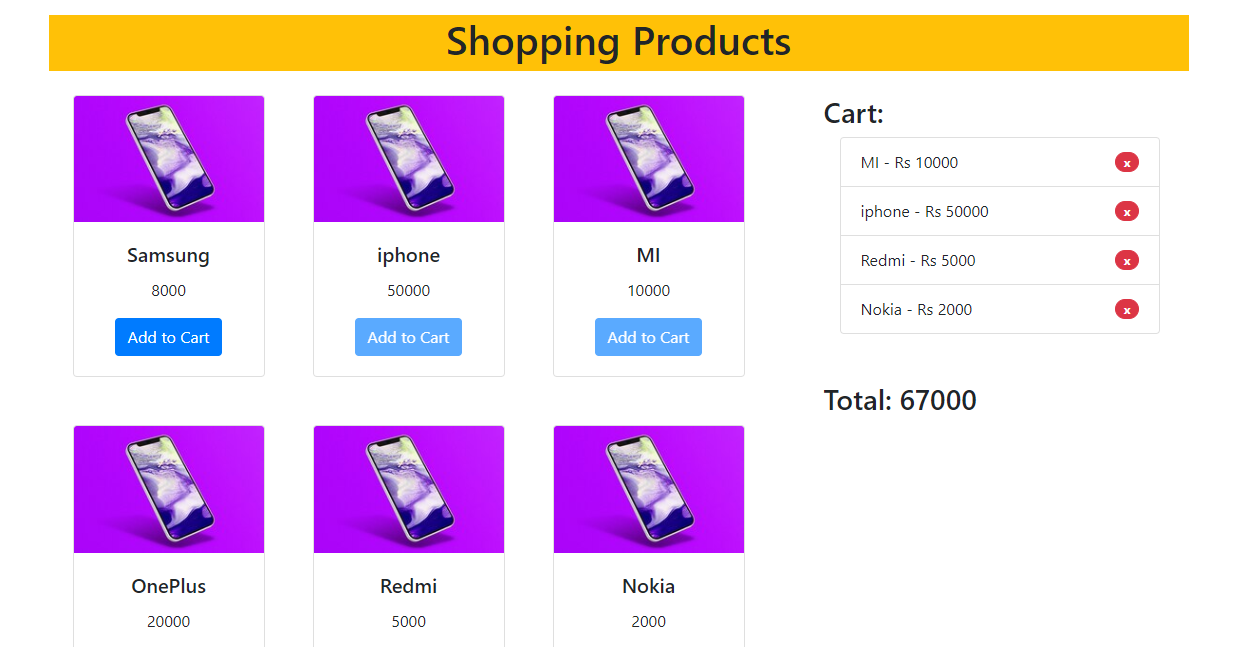 Shopping Products
Samsung
8000
Add to Cart
iphone
50000
Add to Cart
MI
10000
Add to Cart
OnePlus
20000
Redmi
5000
Nokia
2000
Cart:
MI - Rs 10000 x
iphone - Rs 50000 x
Redmi - Rs 5000 x
Nokia - Rs 2000 x
Total: 67000